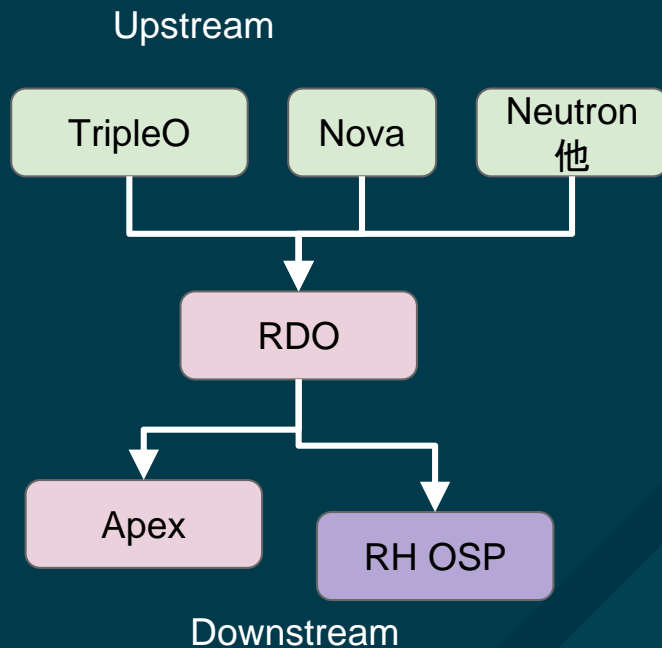 Upstream
TripleO
Nova
Neutron
他
RDO
Apex
RH OSP
Downstream